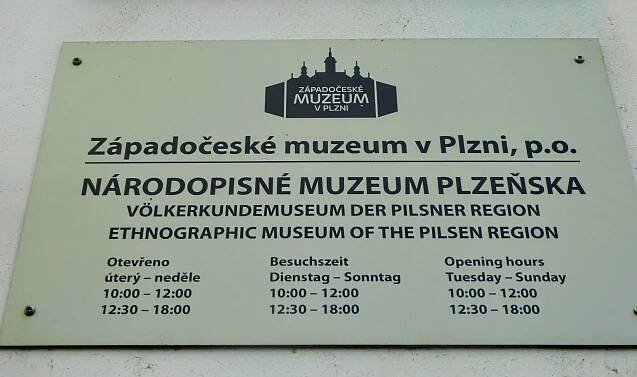 ZÁPADOČESKÉ
MUZEUM
V PLZNI
Západočeské muzeum v Plzni, p.o.
NÁRODOPISNÉ MUZEUM PLZEŇSKA
VÖLKERKUNDEMUSEUM DER PILSNER REGION
ETHNOGRAPHIC MUSEUM OF THE PILSEN REGION
Otevřeno
úterý – neděle
10:00 – 12:00
12:30 – 18:00
Besuchszeit
Dienstag – Sonntag
10:00 – 12:00
12:30 – 18:00
Opening hours
Tuesday – Sunday
10:00 – 12:00
12:30 – 18:00